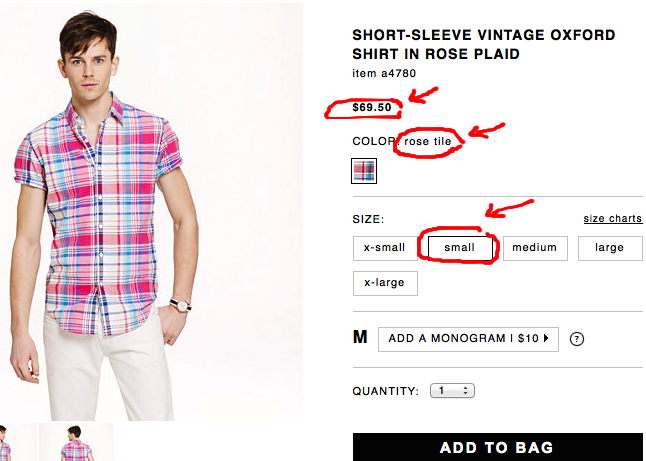 SHORT-SLEEVE VINTAGE OXFORD
SHIRT IN ROSE PLAID
item a4780
$69.50
COLOR: rose tile
SIZE:
size charts
x-small
small
medium
large
x-large
M
ADD A MONOGRAM | $10
?
QUANTITY:
1
ADD TO BAG